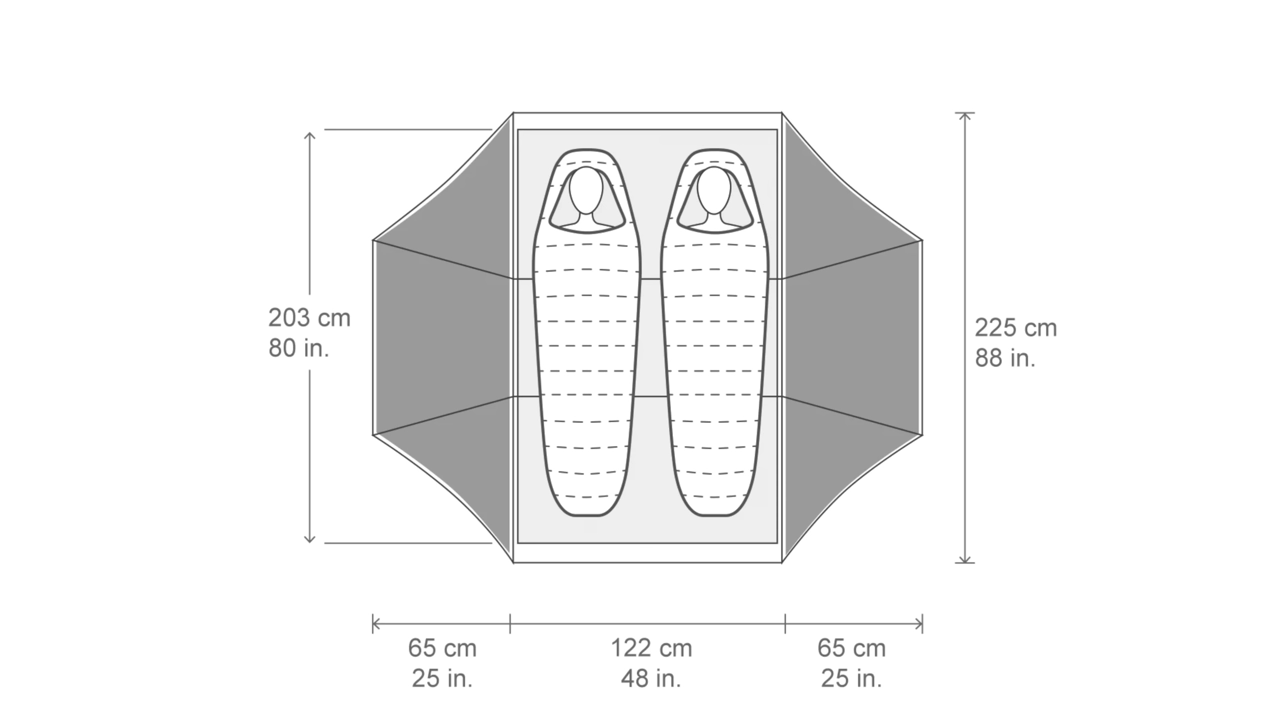 203 cm
80 in.
225 cm
88 in.
65 cm
25 in.
122 cm
48 in.
65 cm
25 in.